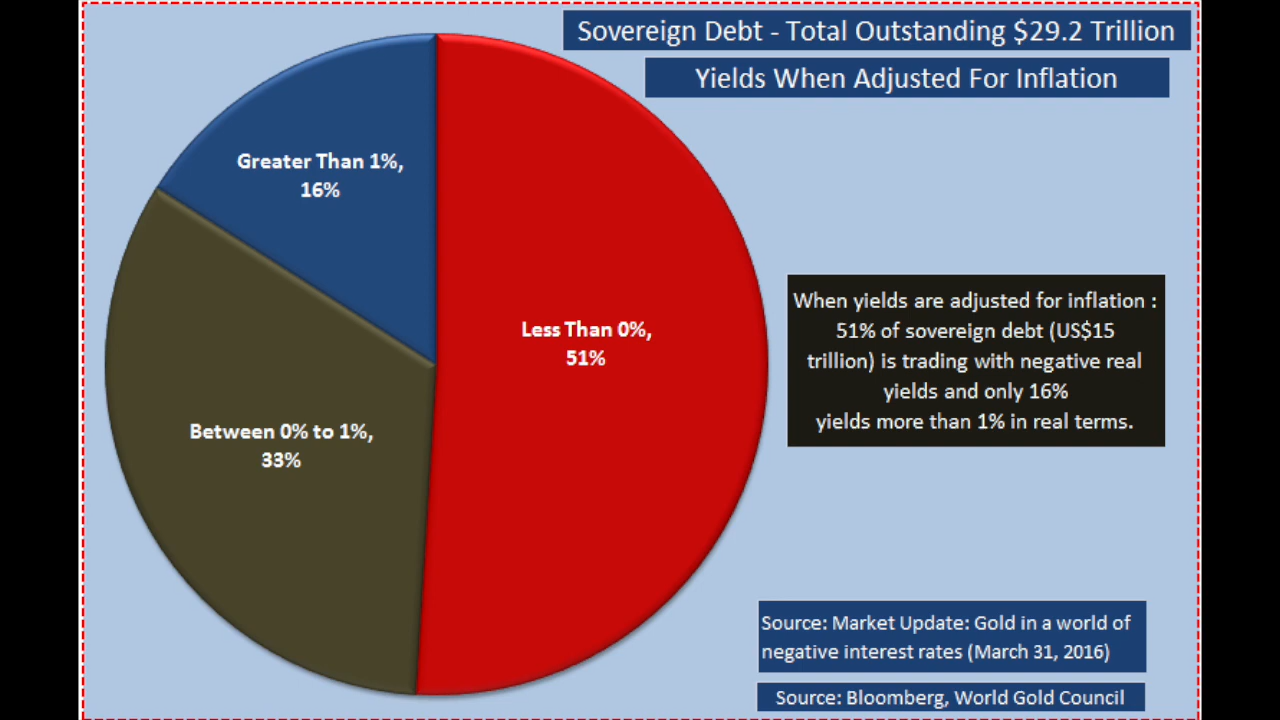 Sovereign Debt - Total Outstanding $29.2 Trillion
Yields When Adjusted For Inflation
Greater Than 1%,
16%
Less Than 0%,
51%
Between 0% to 1%,
33%
When yields are adjusted for inflation :
51% of sovereign debt (US$15
trillion) is trading with negative real
yields and only 16%
yields more than 1% in real terms.
Source: Market Update: Gold in a world of
negative interest rates (March 31, 2016)
Source: Bloomberg, World Gold Council